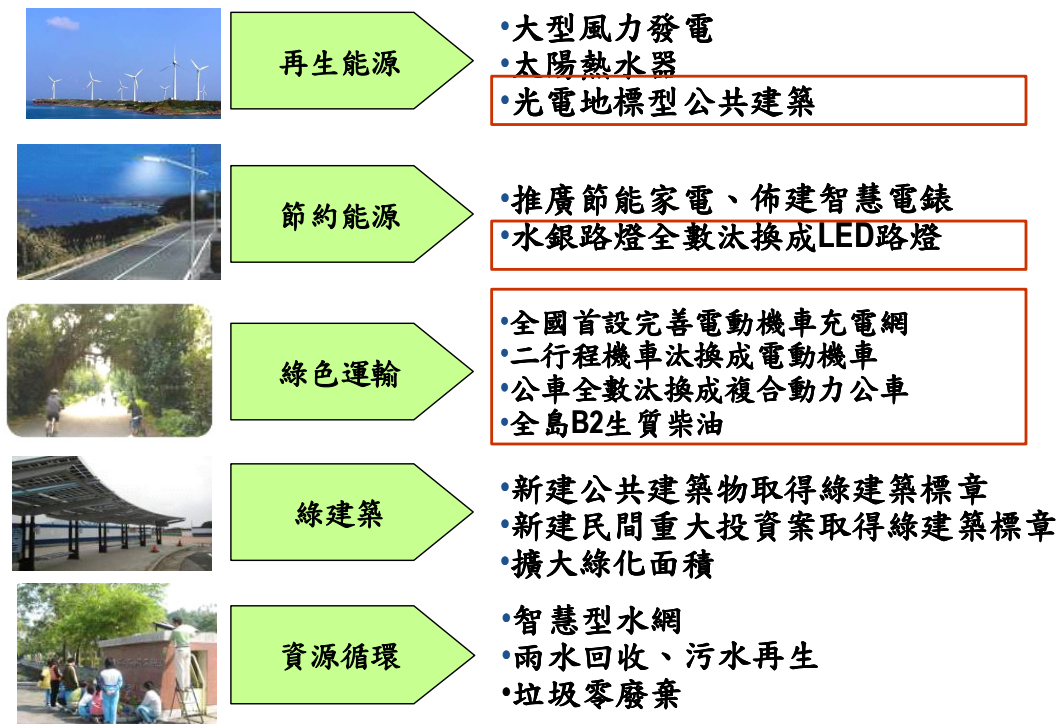 再生能源
•大型風力發電
•太陽熱水器
•光電地標型公共建築
節約能源
•推廣節能家電、佈建智慧電錶
•水銀路燈全數汰換成LED路燈
綠色運輸
•全國首設完善電動機車充電網
•二行程機車汰換成電動機車
•公車全數汰換成複合動力公車
•全島B2生質柴油
綠建築
•新建公共建築物取得綠建築標章
•新建民間重大投資案取得綠建築標章
•擴大綠化面積
資源循環
•智慧型水網
•雨水回收、污水再生
•垃圾零廢棄